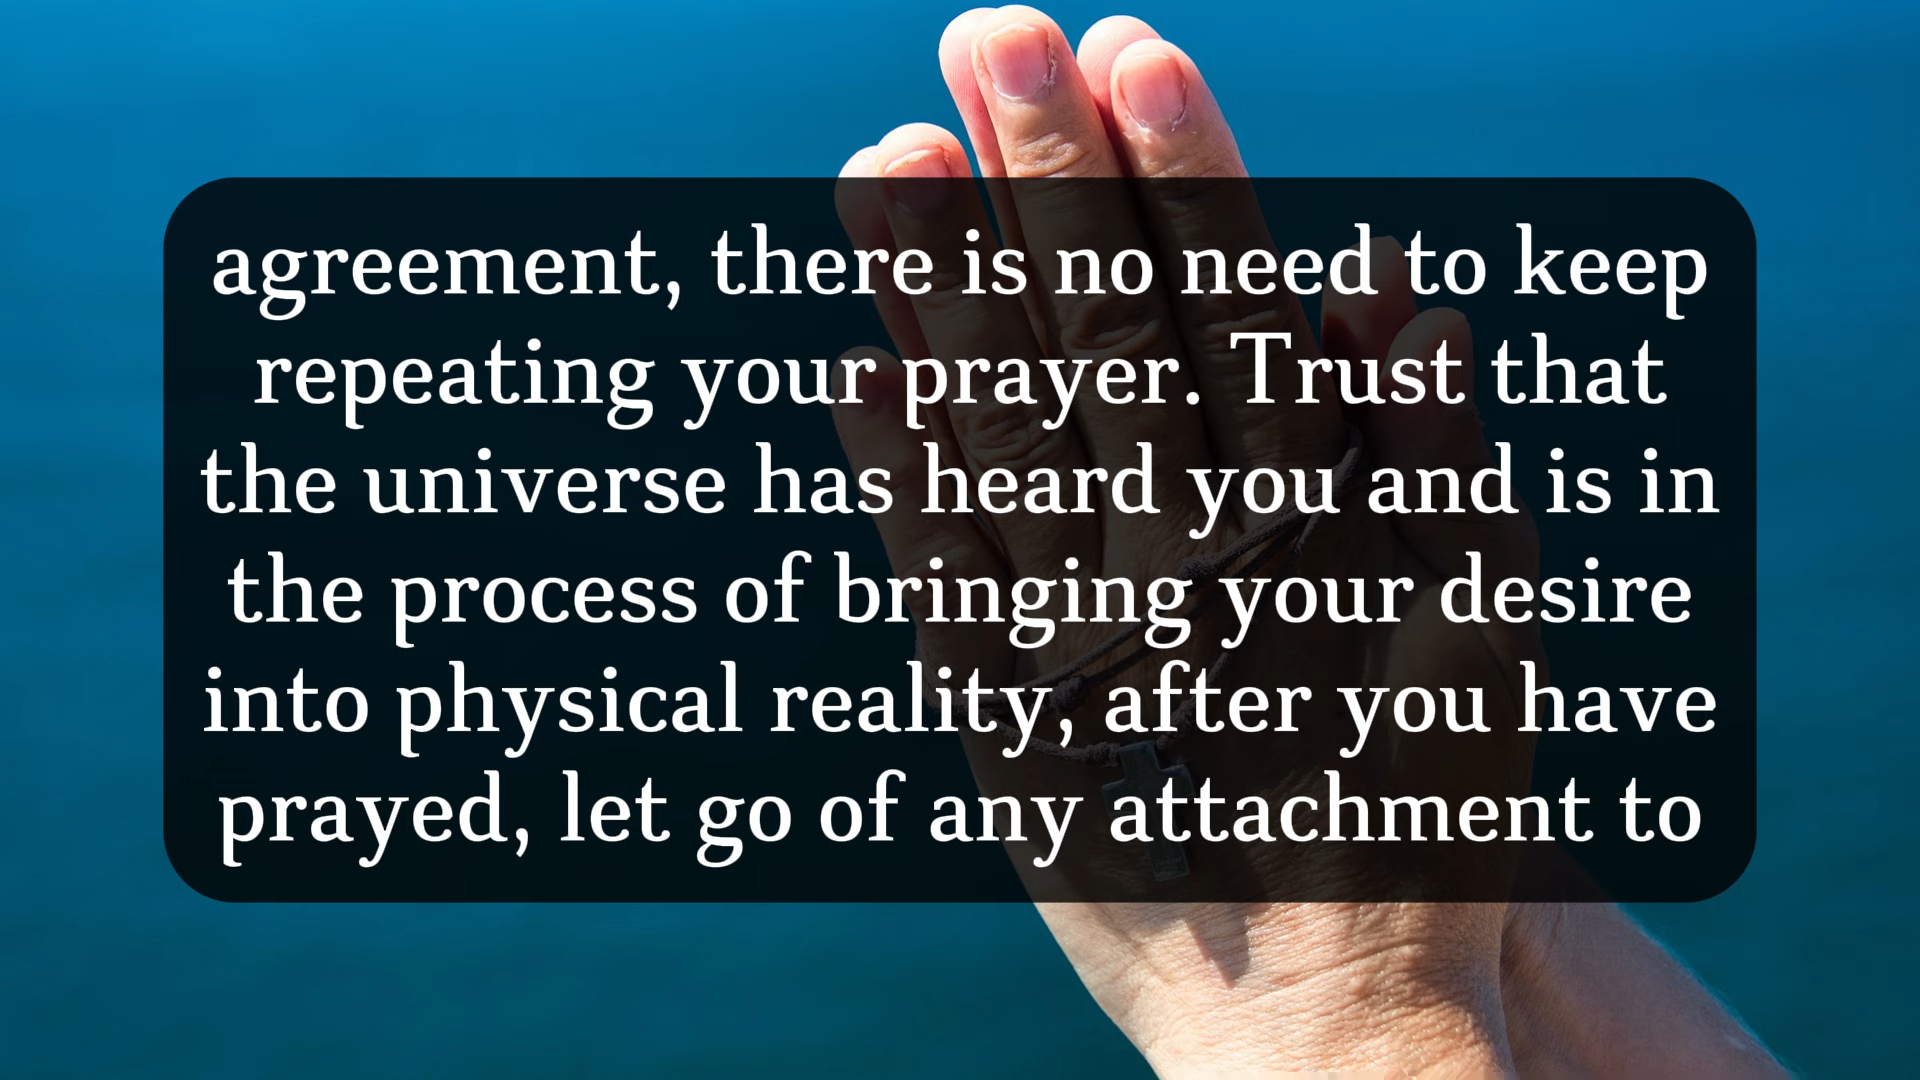 agreement, there is no need to keep
repeating your prayer. Trust that
the universe has heard you and is in
the process of bringing your desire
into physical reality, after you have
prayed, let go of any attachment to